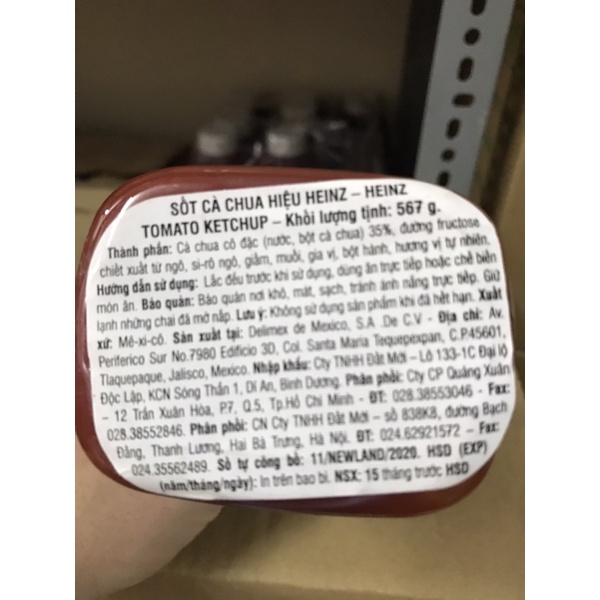 SỐT CÀ CHUA HIỆU HEINZ – HEINZ
TOMATO KETCHUP – Khối lượng tịnh: 567 g.
Thành phần: Cà chua cô đặc (nước, bột cà chua) 35%, đường fructose
chiết xuất từ ngô, si-rô ngô, giấm, muối, gia vị, bột hành, hương vị tự nhiên.
Hướng dẫn sử dụng: Lắc đều trước khi sử dụng, dùng ăn trực tiếp hoặc chế biến
món ăn. Bảo quản: Bảo quản nơi khô, mát, sạch, tránh ánh nắng trực tiếp. Giữ
lạnh những chai đã mở nắp. Lưu ý: Không sử dụng sản phẩm khi đã hết hạn. Xuất
xứ: Mê-xi-cô. Sản xuất tại: Delimex de Mexico, S.A .De C.V - Địa chỉ: Av.
Periferico Sur No.7980 Edificio 3D, Col. Santa Maria Tequepexpan, C.P.45601,
Tlaquepaque, Jalisco, Mexico. Nhập khẩu: Cty TNHH Đất Mới – Lô 133-1C Đại lộ
Độc Lập, KCN Sóng Thần 1, Dĩ An, Bình Dương. Phân phối: Cty CP Quảng Xuân
– 12 Trần Xuân Hòa, P7, Q.5, Tp.Hồ Chí Minh - ĐT: 028.38553046 - Fax:
028.38552846. Phân phối: CN Cty TNHH Đất Mới – số 838K8, đường Bạch
Đằng, Thanh Lương, Hai Bà Trưng, Hà Nội. ĐT: 024.62921572 – Fax:
024.35562489. Số tự công bố: 11/NEWLAND/2020. HSD (EXP)
(năm/tháng/ngày): In trên bao bì. NSX: 15 tháng trước HSD